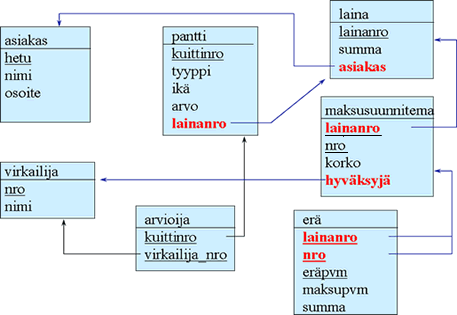 asiakas
hetu
nimi
osoite
pantti
kuittinro
tyyppi
ikä
arvo
lainanro
laina
lainanro
summa
asiakas
maksusuunnitema
lainanro
nro
korko
hyväksyjä
virkailija
nro
nimi
arvioija
kuittinro
virkailija_nro
erä
lainanro
nro
eräpvm
maksupvm
summa